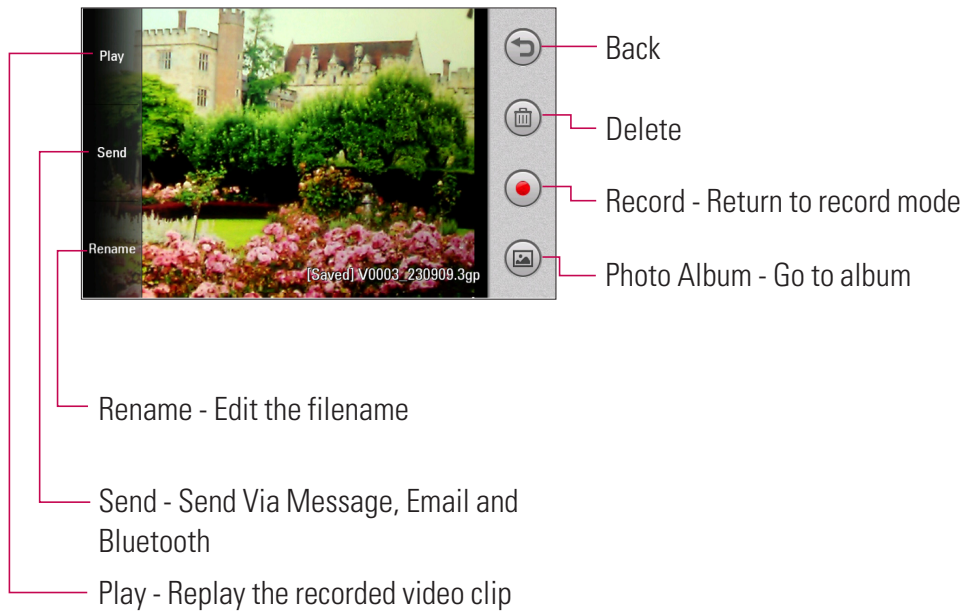 Play
Send
Rename
[Saved] V0003_230909.3gp
Back
Delete
Record - Return to record mode
Photo Album - Go to album
Rename - Edit the filename
Send - Send Via Message, Email and
Bluetooth
Play - Replay the recorded video clip